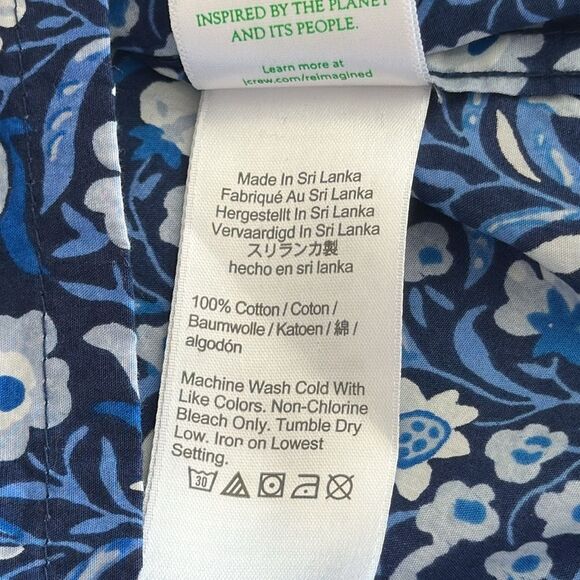 INSPIRED BY THE PLANET
AND ITS PEOPLE.
Learn more at
jcrew.com/reimagined
Made In Sri Lanka
Fabriqué Au Sri Lanka
Hergestellt In Sri Lanka
Vervaardigd In Sri Lanka
スリランカ製
hecho en sri lanka
100% Cotton / Coton /
Baumwolle / Katoen / 綿 /
algodón
Machine Wash Cold With
Like Colors. Non-Chlorine
Bleach Only. Tumble Dry
Low. Iron on Lowest
Setting.
30